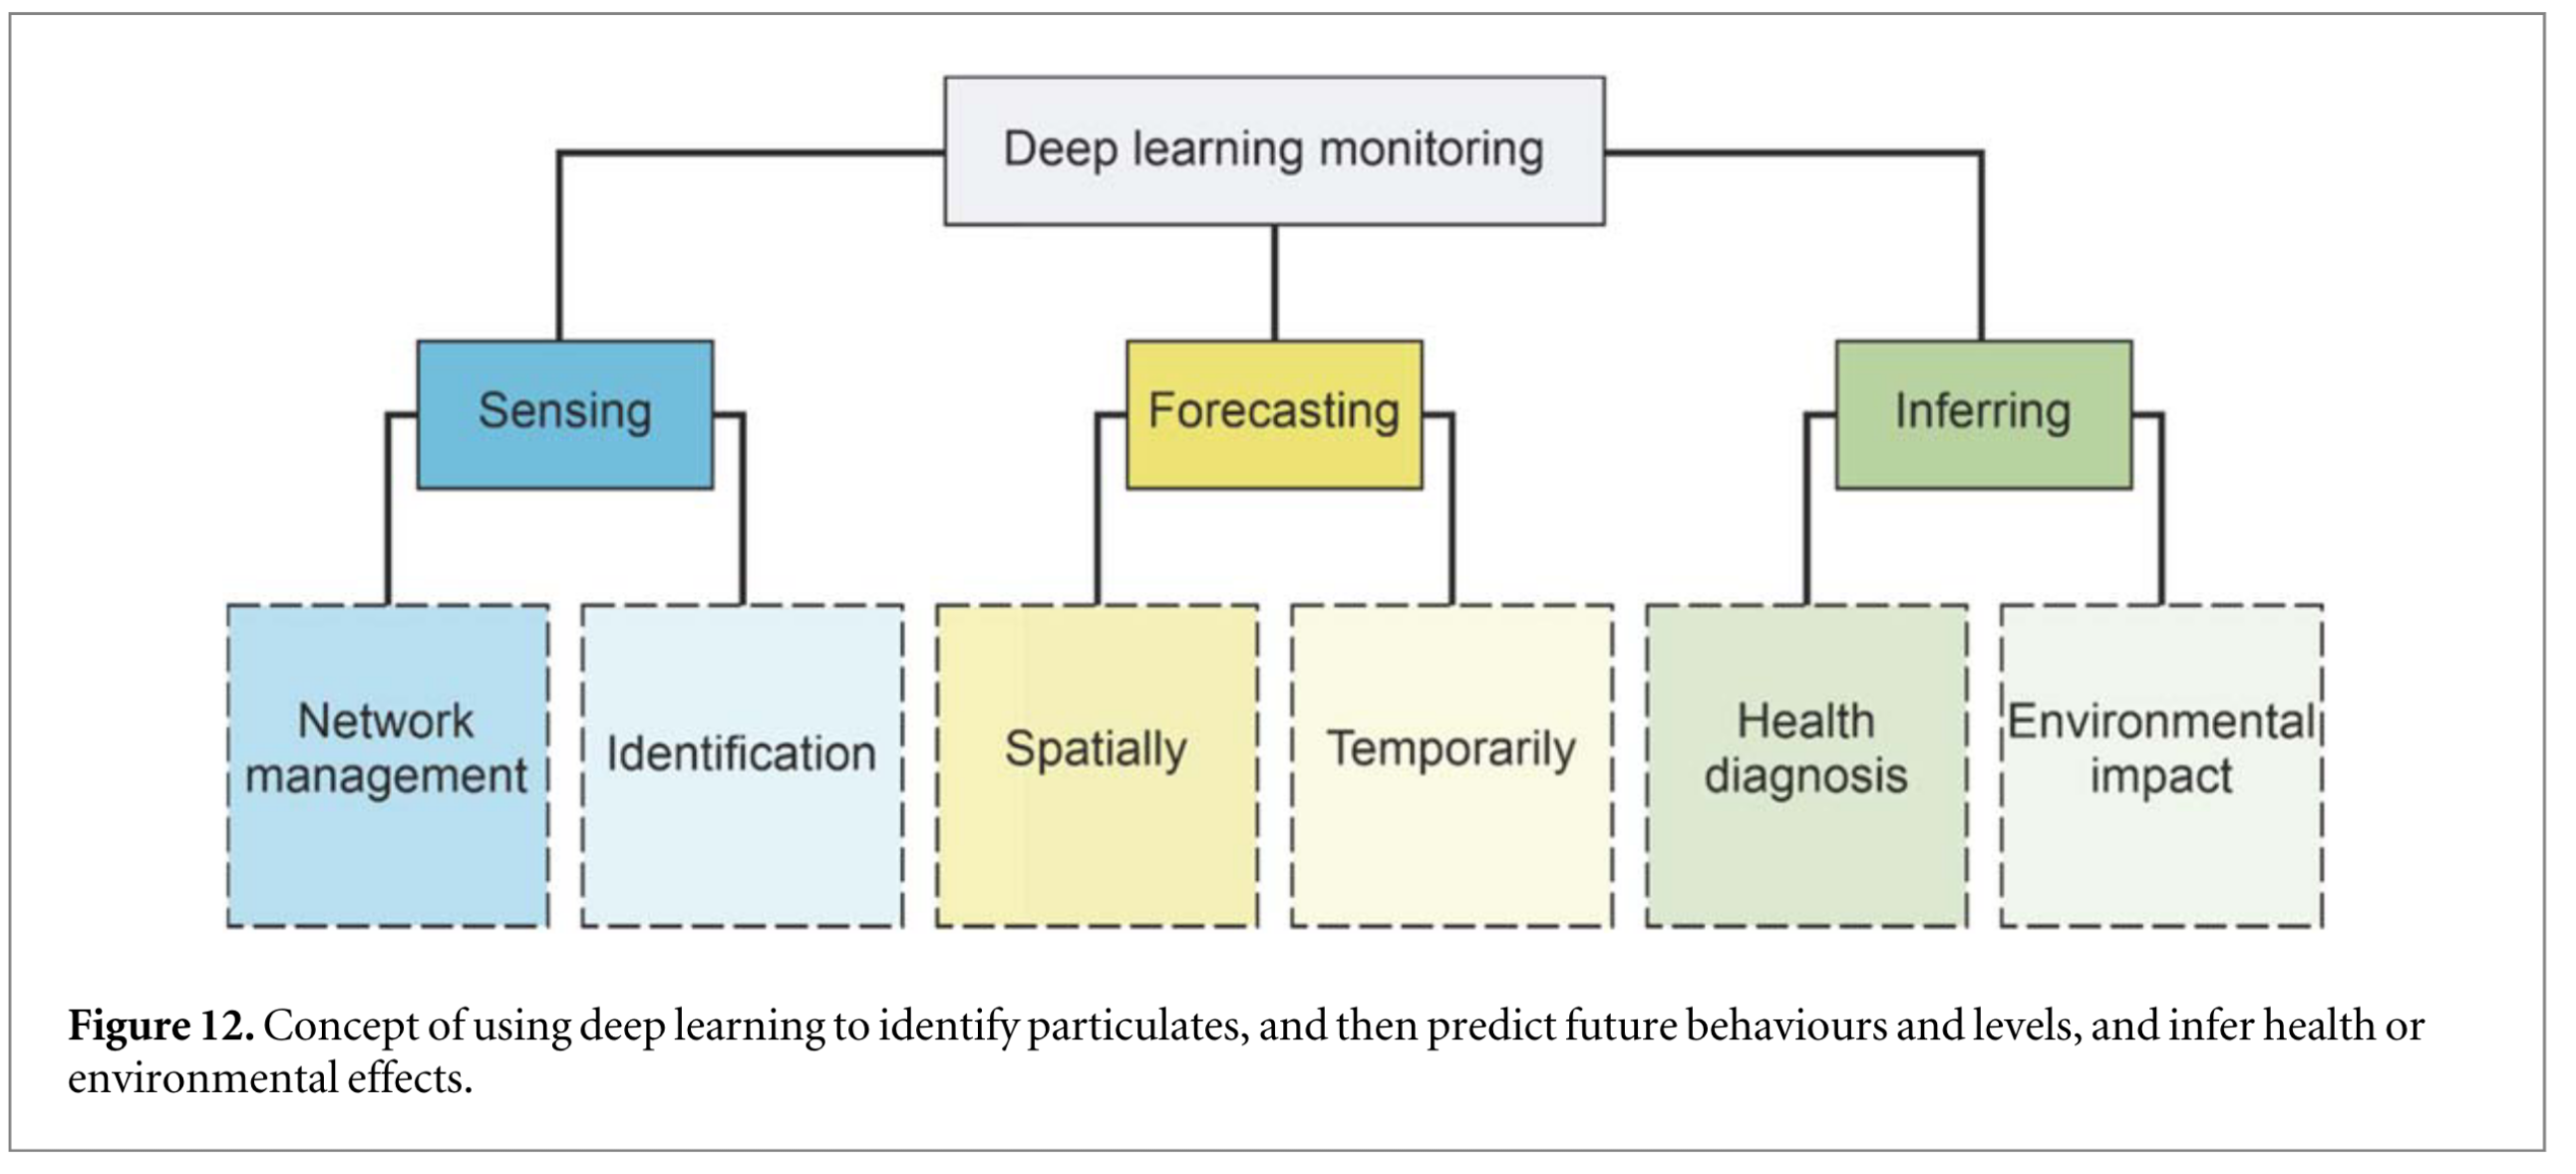 Deep learning monitoring
Sensing
Forecasting
Inferring
Network
management
Identification
Spatially
Temporarily
Health
diagnosis
Environmental
impact
Figure 12. Concept of using deep learning to identify particulates, and then predict future behaviours and levels, and infer health or
environmental effects.